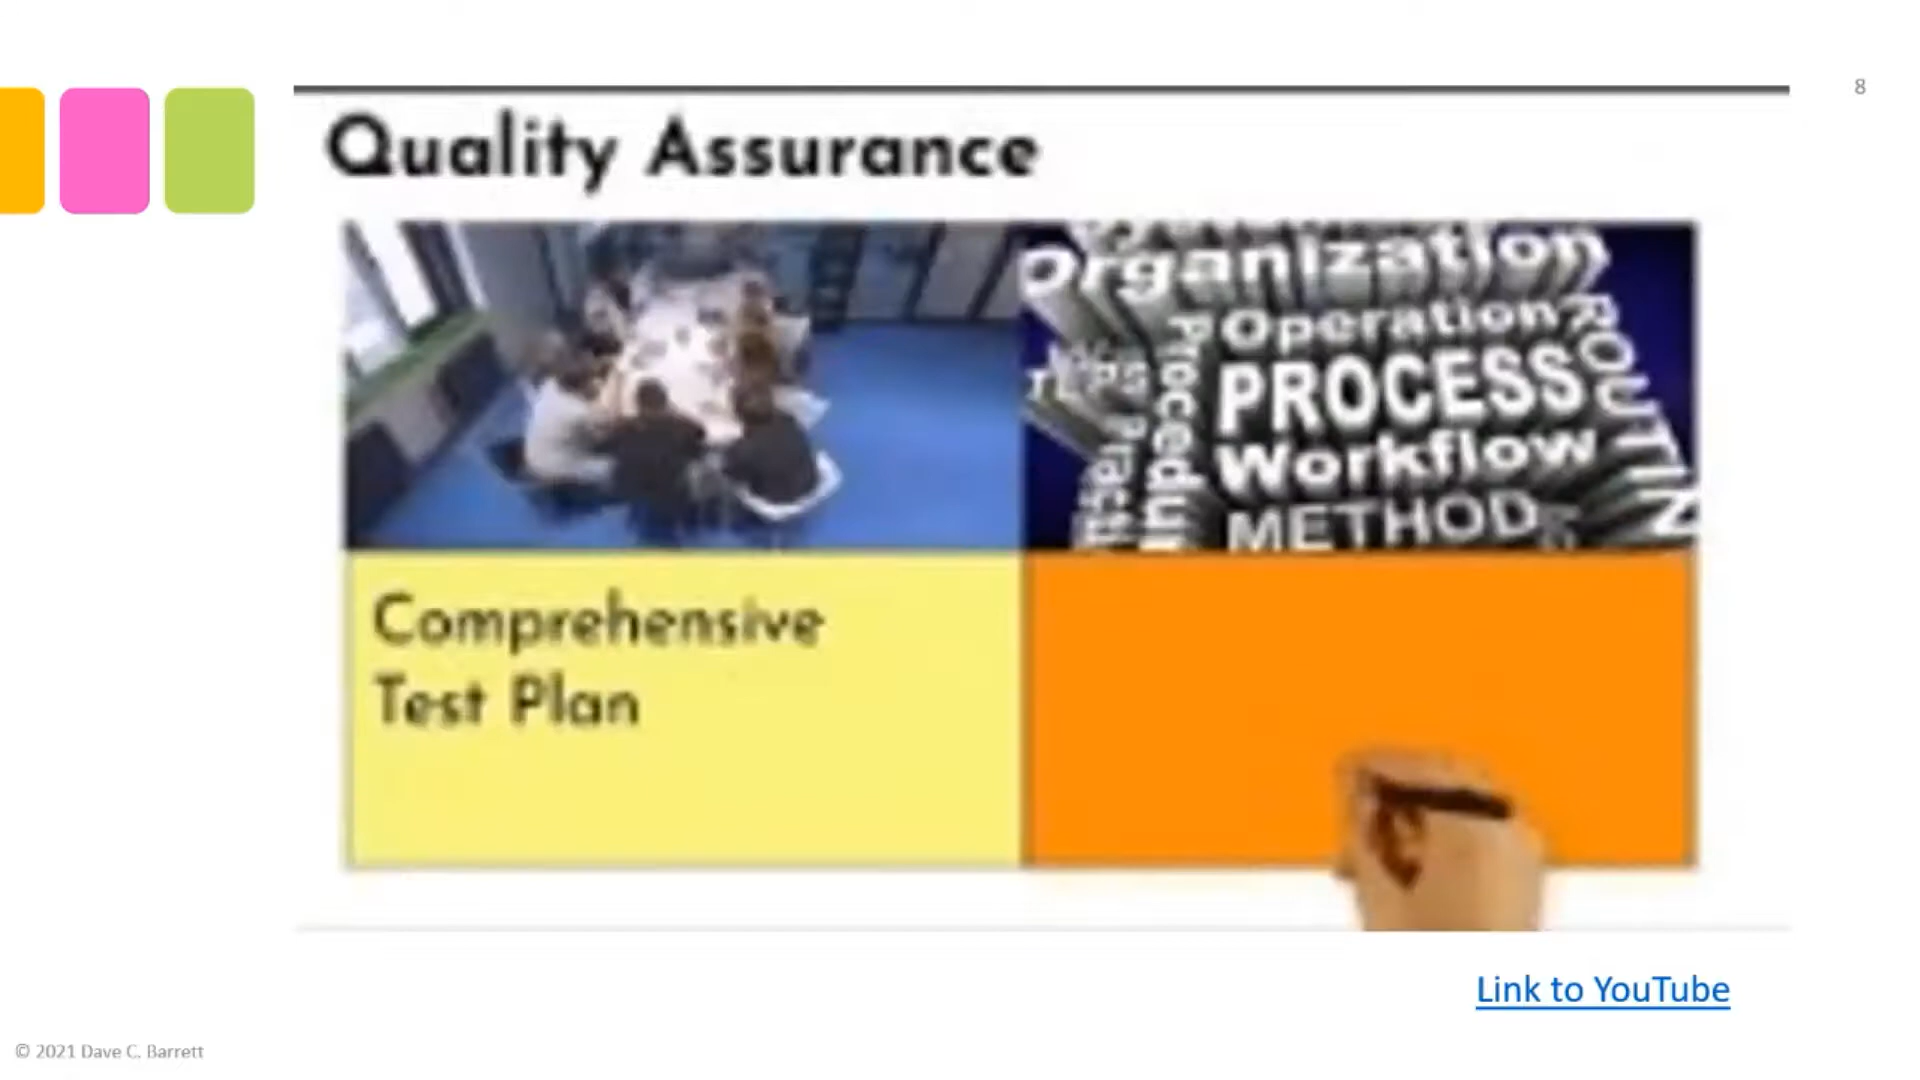 8
Quality Assurance
Organization
Operation
PROCESS
Workflow
METHOD
Comprehensive
Test Plan
Link to YouTube
© 2021 Dave C. Barrett